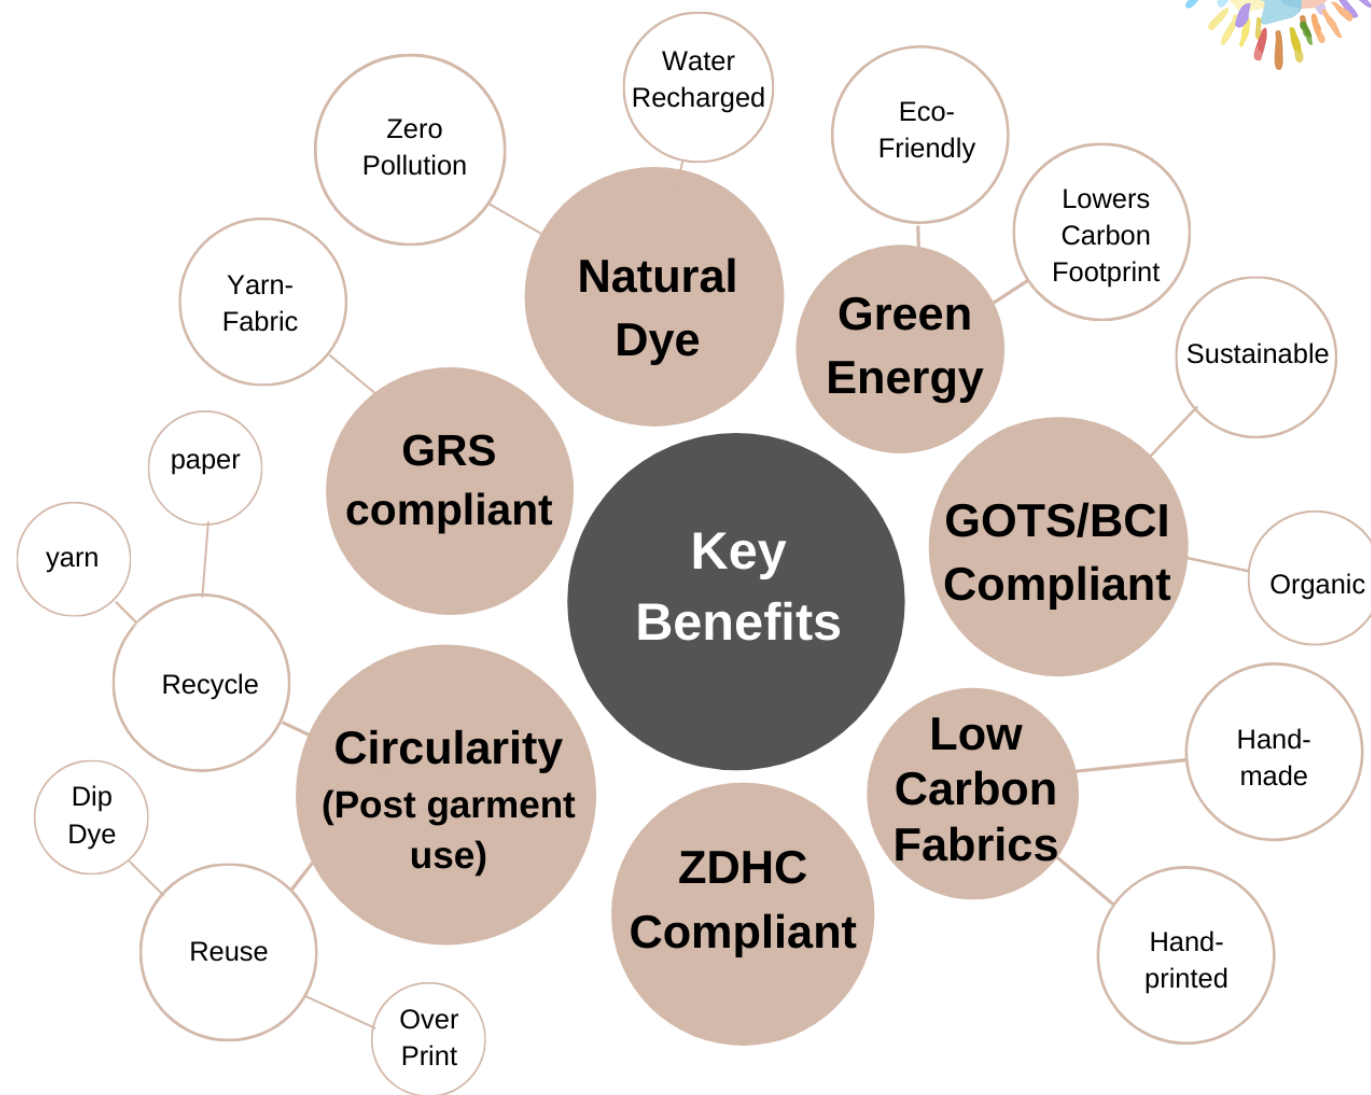 Water
Recharged
Zero
Pollution
Eco-
Friendly
Lowers
Carbon
Footprint
Natural
Dye
Green
Energy
Yarn-
Fabric
Sustainable
GRS
compliant
paper
yarn
Key
Benefits
GOTS/BCI
Compliant
Organic
Recycle
Circularity
(Post garment
use)
Low
Carbon
Fabrics
Hand-
made
Dip
Dye
ZDHC
Compliant
Reuse
Hand-
printed
Over
Print